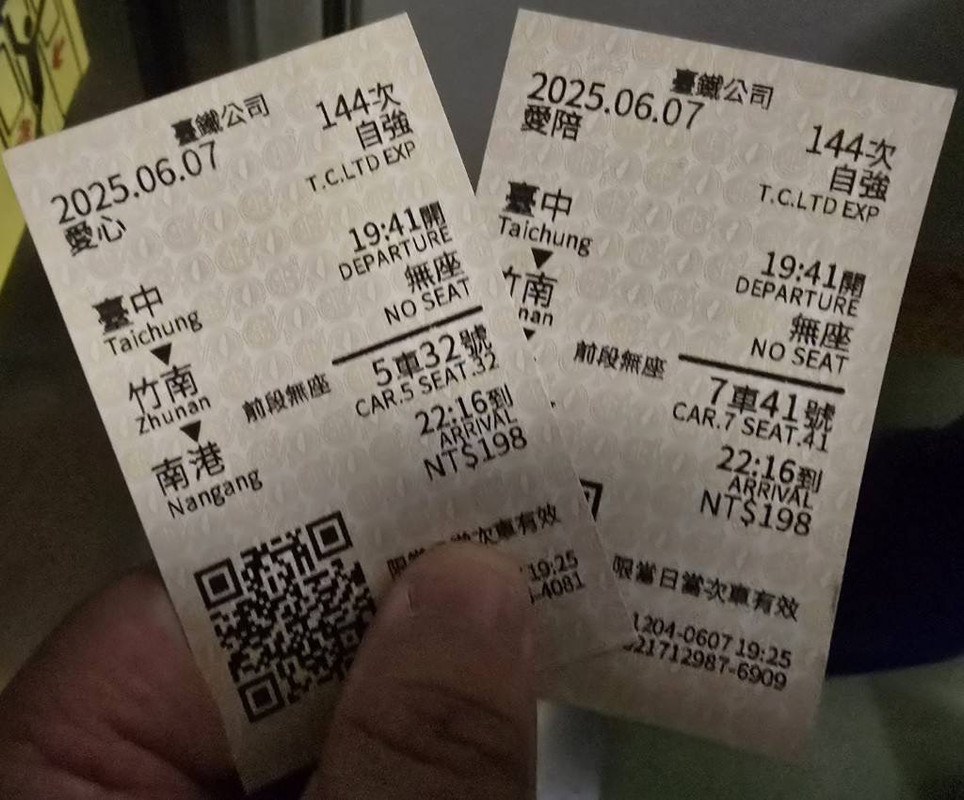 臺鐵公司
2025.06.07 144次
愛心 自強
T.C.LTD EXP
臺中 19:41開
Taichung DEPARTURE
無座
NO SEAT
竹南 前段無座 5車32號
Zhunan CAR.5 SEAT.32
南港 22:16到
Nangang ARRIVAL
NT$198
次車有效
19:25
-4081
臺鐵公司
2025.06.07 144次
愛陪 自強
T.C.LTD EXP
臺中 19:41開
Taichung DEPARTURE
無座
NO SEAT
竹南 前段無座 7車41號
nan CAR.7 SEAT.41
22:16到
ARRIVAL
NT$198
限當日當次車有效
1204-0607 19:25
21712987-6909